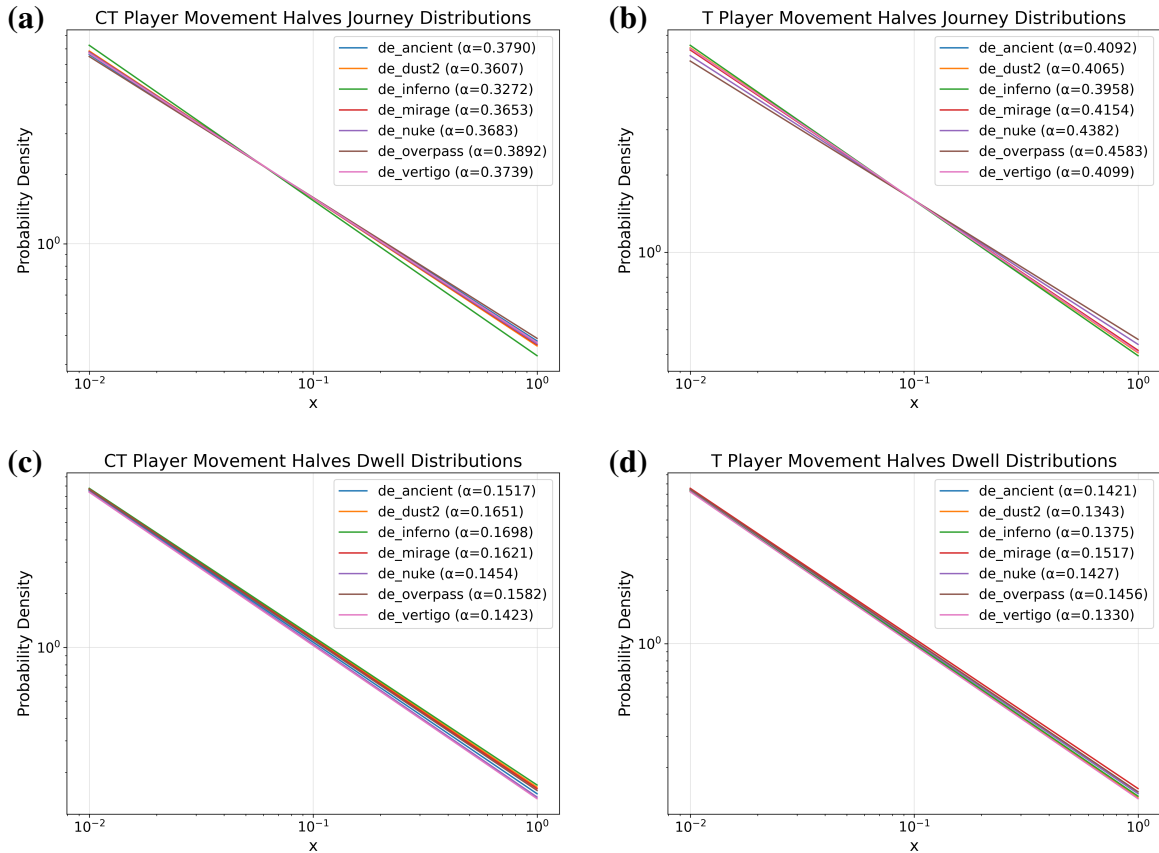 (a)
CT Player Movement Halves Journey Distributions
de_ancient (α=0.3790)
de_dust2 (α=0.3607)
de_inferno (α=0.3272)
de_mirage (α=0.3653)
de_nuke (α=0.3683)
de_overpass (α=0.3892)
de_vertigo (α=0.3739)
Probability Density
10⁰
10⁻²
10⁻¹
10⁰
x
(b)
T Player Movement Halves Journey Distributions
de_ancient (α=0.4092)
de_dust2 (α=0.4065)
de_inferno (α=0.3958)
de_mirage (α=0.4154)
de_nuke (α=0.4382)
de_overpass (α=0.4583)
de_vertigo (α=0.4099)
Probability Density
10⁰
10⁻²
10⁻¹
10⁰
x
(c)
CT Player Movement Halves Dwell Distributions
de_ancient (α=0.1517)
de_dust2 (α=0.1651)
de_inferno (α=0.1698)
de_mirage (α=0.1621)
de_nuke (α=0.1454)
de_overpass (α=0.1582)
de_vertigo (α=0.1423)
Probability Density
10⁰
10⁻²
10⁻¹
10⁰
x
(d)
T Player Movement Halves Dwell Distributions
de_ancient (α=0.1421)
de_dust2 (α=0.1343)
de_inferno (α=0.1375)
de_mirage (α=0.1517)
de_nuke (α=0.1427)
de_overpass (α=0.1456)
de_vertigo (α=0.1330)
Probability Density
10⁰
10⁻²
10⁻¹
10⁰
x